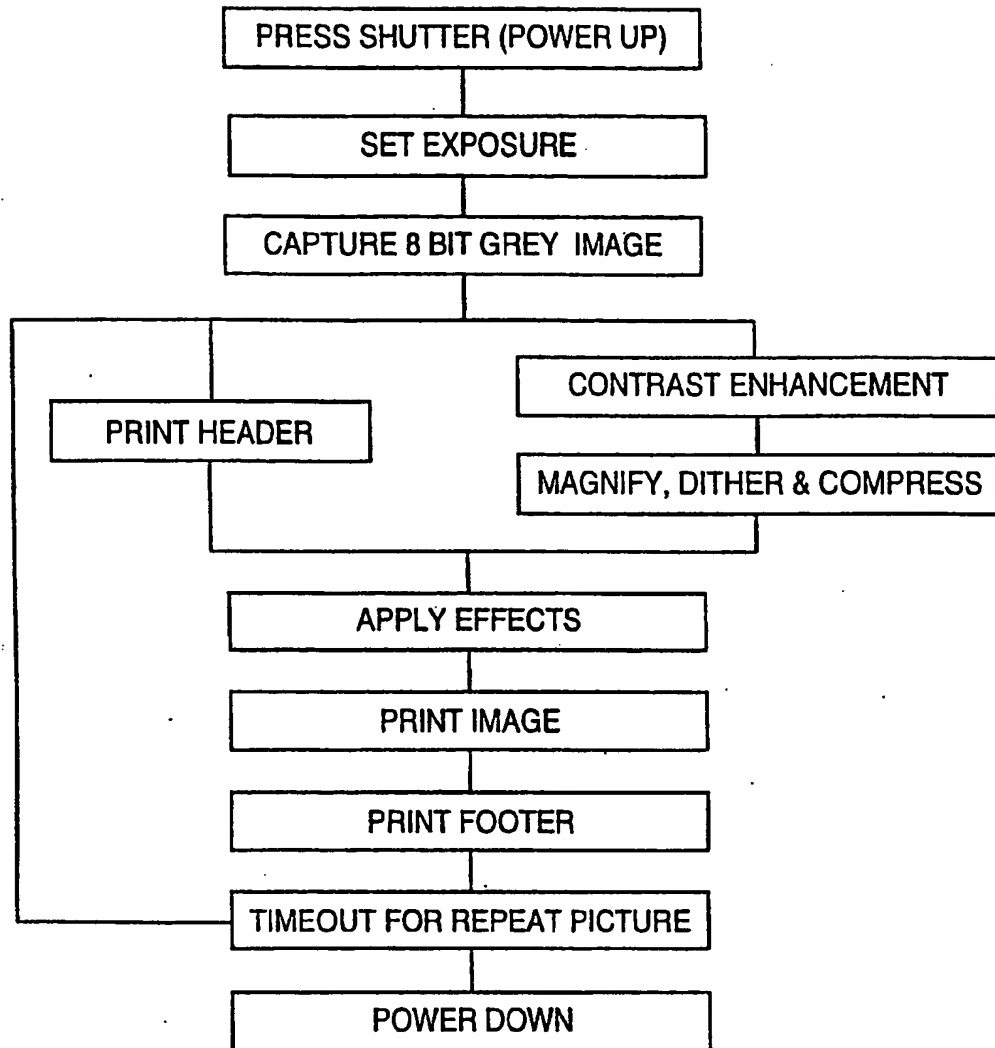 PRESS SHUTTER (POWER UP)
SET EXPOSURE
CAPTURE 8 BIT GREY IMAGE
CONTRAST ENHANCEMENT
PRINT HEADER
MAGNIFY, DITHER & COMPRESS
APPLY EFFECTS
PRINT IMAGE
PRINT FOOTER
TIMEOUT FOR REPEAT PICTURE
POWER DOWN